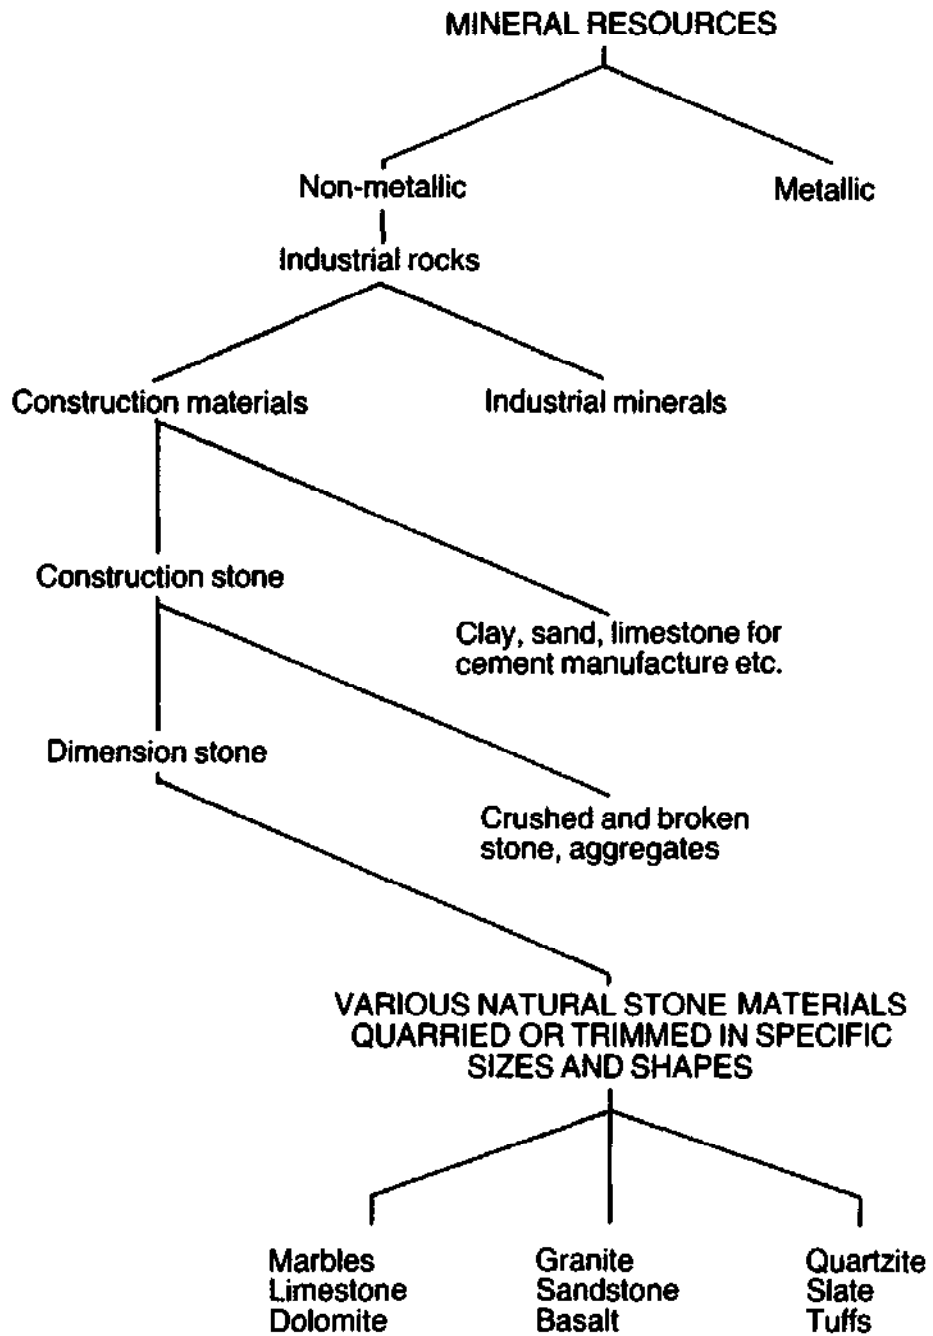 MINERAL RESOURCES
Non-metallic
Metallic
Industrial rocks
Construction materials
Industrial minerals
Construction stone
Clay, sand, limestone for
cement manufacture etc.
Dimension stone
Crushed and broken
stone, aggregates
VARIOUS NATURAL STONE MATERIALS
QUARRIED OR TRIMMED IN SPECIFIC
SIZES AND SHAPES
Marbles
Limestone
Dolomite
Granite
Sandstone
Basalt
Quartzite
Slate
Tuffs